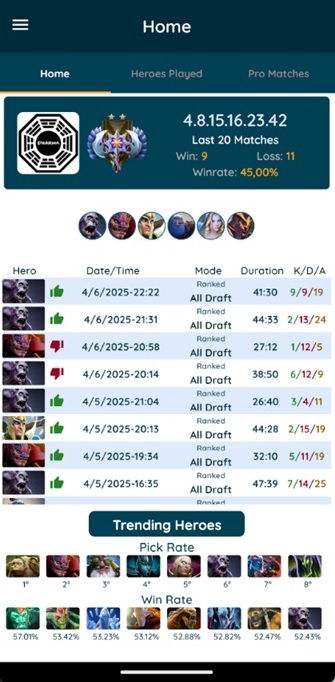 Home
Home Heroes Played Pro Matches
DHARMA
4.8.15.16.23.42
Last 20 Matches
Win: 9 Loss: 11
Winrate: 45,00%
Hero Date/Time Mode Duration K/D/A
Ranked
4/6/2025-22:22 All Draft 41:30 9/9/19
Ranked
4/6/2025-21:31 All Draft 44:33 2/13/24
Ranked
4/6/2025-20:58 All Draft 27:12 1/12/5
Ranked
4/6/2025-20:14 All Draft 38:50 6/12/9
Ranked
4/5/2025-21:04 All Draft 26:40 3/4/11
Ranked
4/5/2025-20:13 All Draft 44:28 2/15/19
Ranked
4/5/2025-19:34 All Draft 32:10 5/11/19
Ranked
4/5/2025-16:35 All Draft 47:39 7/14/25
Ranked
Trending Heroes
Pick Rate
1° 2° 3° 4° 5° 6° 7° 8°
Win Rate
57.01% 53.42% 53.23% 53.12% 52.88% 52.82% 52.47% 52.43%